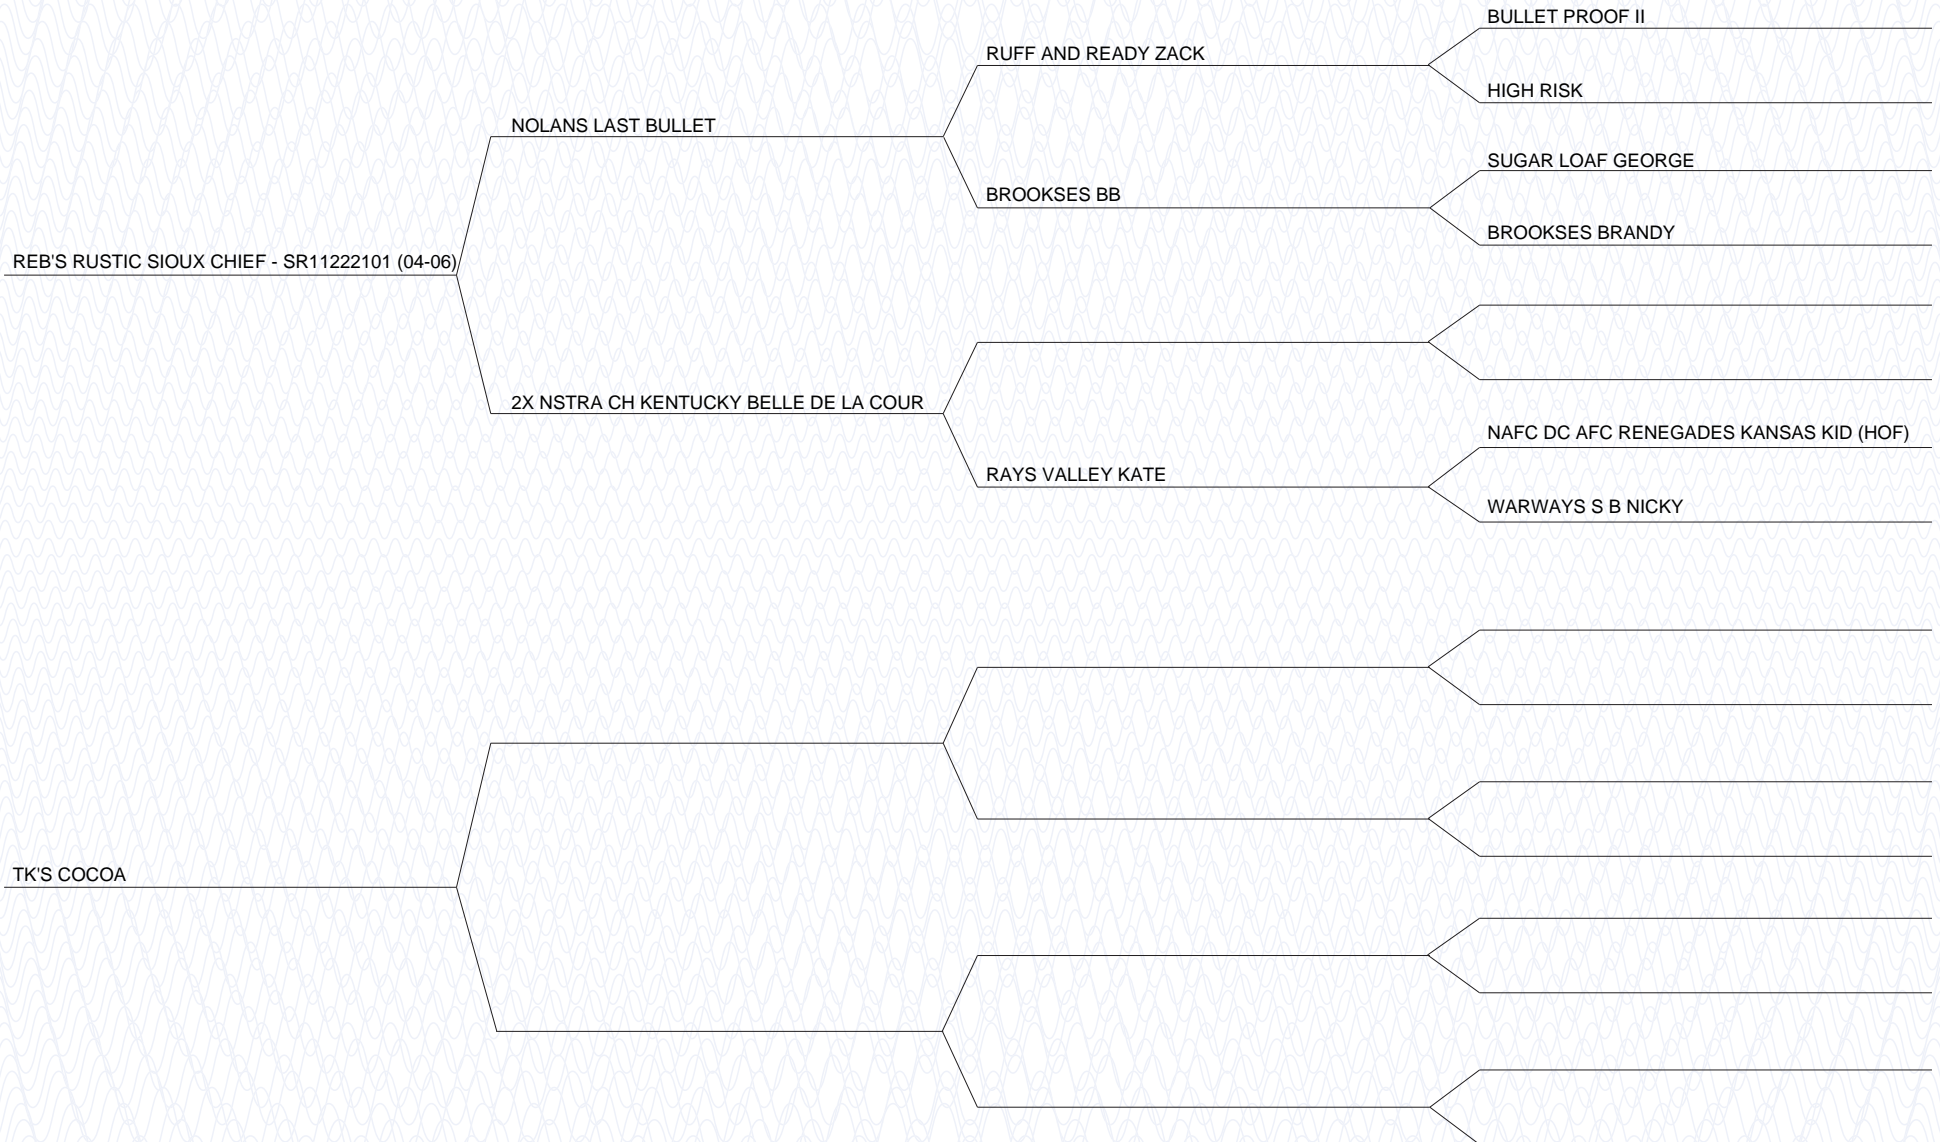 BULLET PROOF II
RUFF AND READY ZACK
HIGH RISK
NOLANS LAST BULLET
SUGAR LOAF GEORGE
BROOKSES BB
BROOKSES BRANDY
REB'S RUSTIC SIOUX CHIEF - SR11222101 (04-06)
2X NSTRA CH KENTUCKY BELLE DE LA COUR
NAFC DC AFC RENEGADES KANSAS KID (HOF)
RAYS VALLEY KATE
WARWAYS S B NICKY
TK'S COCOA